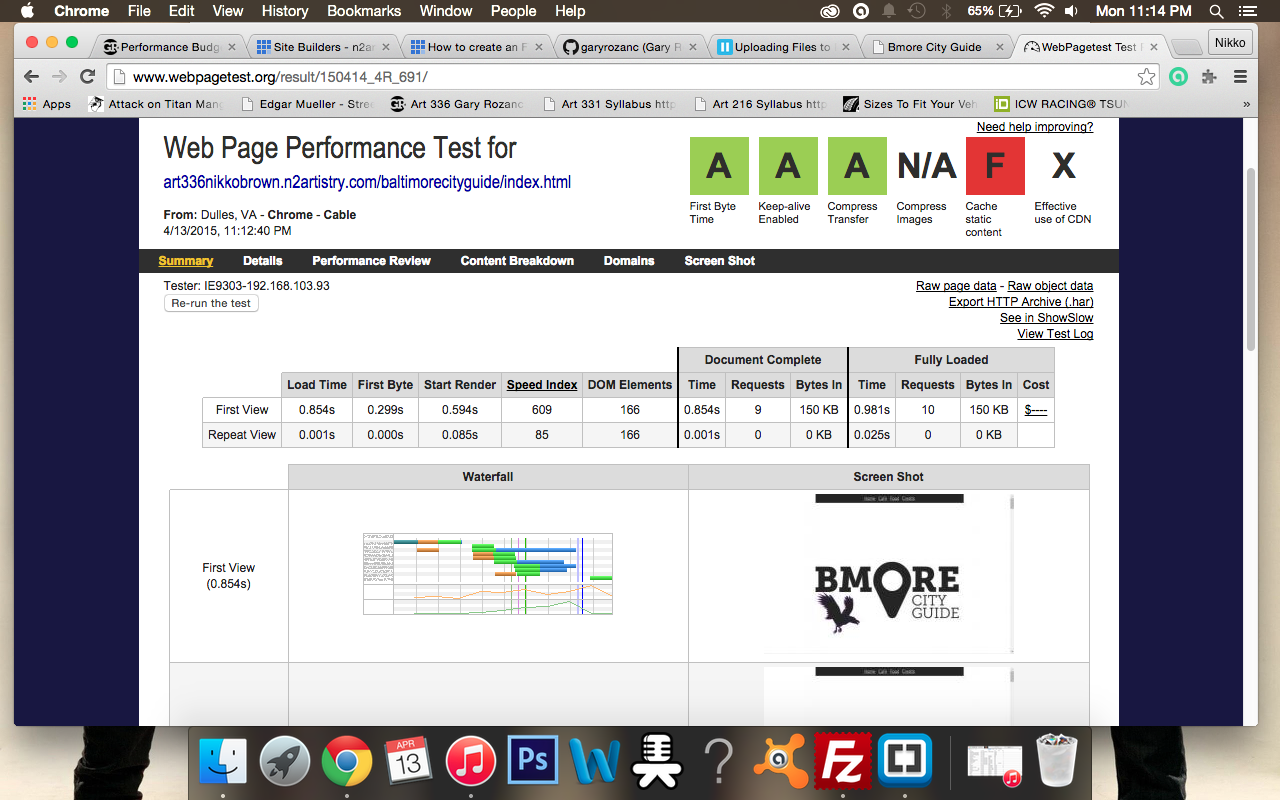 Chrome File Edit View History Bookmarks Window People Help 65% Mon 11:14 PM
Performance Budg Site Builders - n2ar How to create an F garyrozanc (Gary R Uploading Files to Bmore City Guide WebPagetest Test Nikko
www.webpagetest.org/result/150414_4R_691/
Apps Attack on Titan Man Edgar Mueller - Stre Art 336 Gary Rozanc Art 331 Syllabus http Art 216 Syllabus http Sizes To Fit Your Veh ICW RACING® TSUN »
Need help improving?
Web Page Performance Test for
art336nikkobrown.n2artistry.com/baltimorecityguide/index.html
From: Dulles, VA - Chrome - Cable
4/13/2015, 11:12:40 PM
A A A N/A F X
First Byte Time
Keep-alive Enabled
Compress Transfer
Compress Images
Cache static content
Effective use of CDN
Summary Details Performance Review Content Breakdown Domains Screen Shot
Tester: IE9303-192.168.103.93
Re-run the test
Raw page data - Raw object data
Export HTTP Archive (.har)
See in ShowSlow
View Test Log
Document Complete Fully Loaded
Load Time First Byte Start Render Speed Index DOM Elements Time Requests Bytes In Time Requests Bytes In Cost
First View 0.854s 0.299s 0.594s 609 166 0.854s 9 150 KB 0.981s 10 150 KB $----
Repeat View 0.001s 0.000s 0.085s 85 166 0.001s 0 0 KB 0.025s 0 0 KB
Waterfall Screen Shot
First View
(0.854s)
BMORE
CITY
GUIDE
APR
13
Ps
W
?
a
Fz